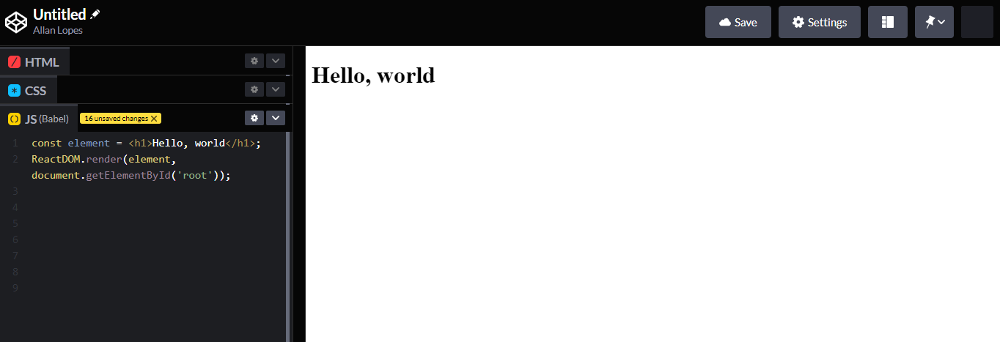 Untitled
Allan Lopes
Save
Settings
HTML
CSS
JS (Babel)
16 unsaved changes
1 const element = <h1>Hello, world</h1>;
2 ReactDOM.render(element,
document.getElementById('root'));
3
4
5
6
7
8
9
Hello, world